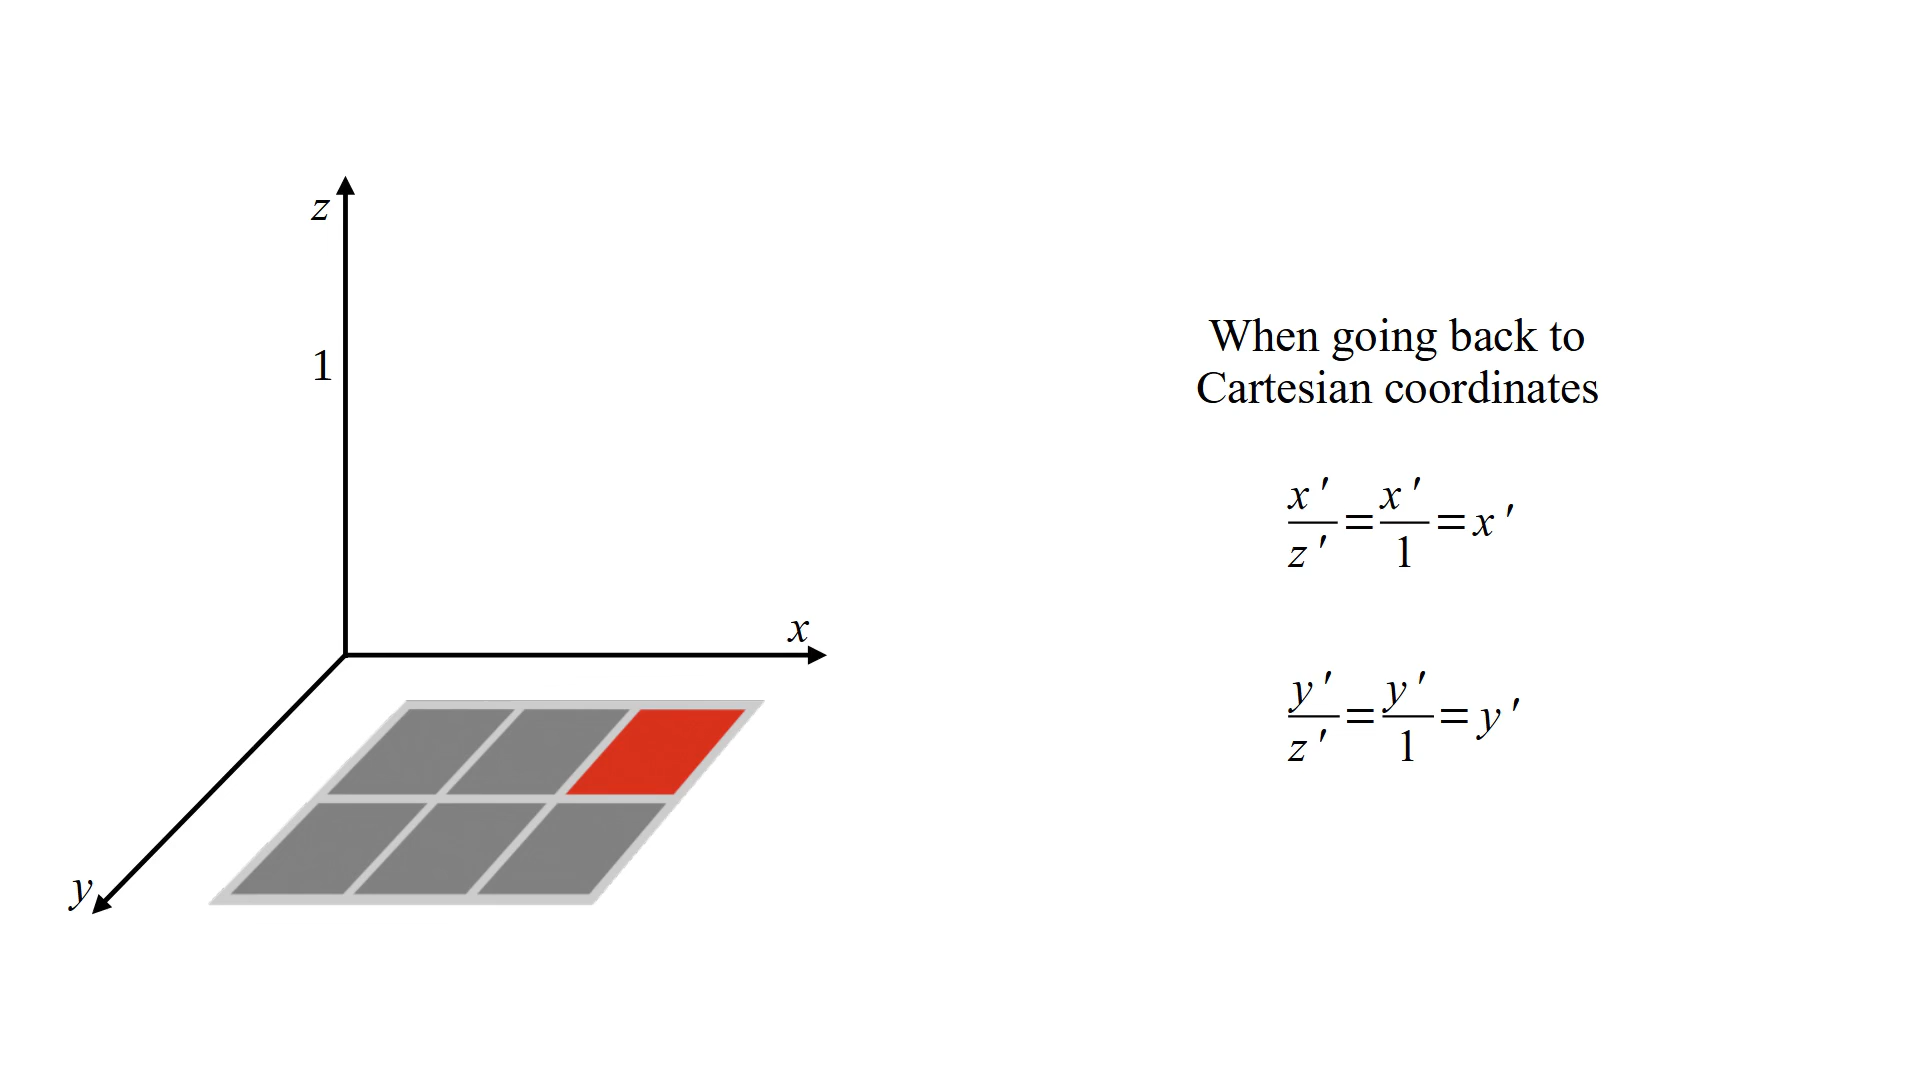 z
1
x
y
When going back to
Cartesian coordinates
x′/z′=x′/1=x′
y′/z′=y′/1=y′